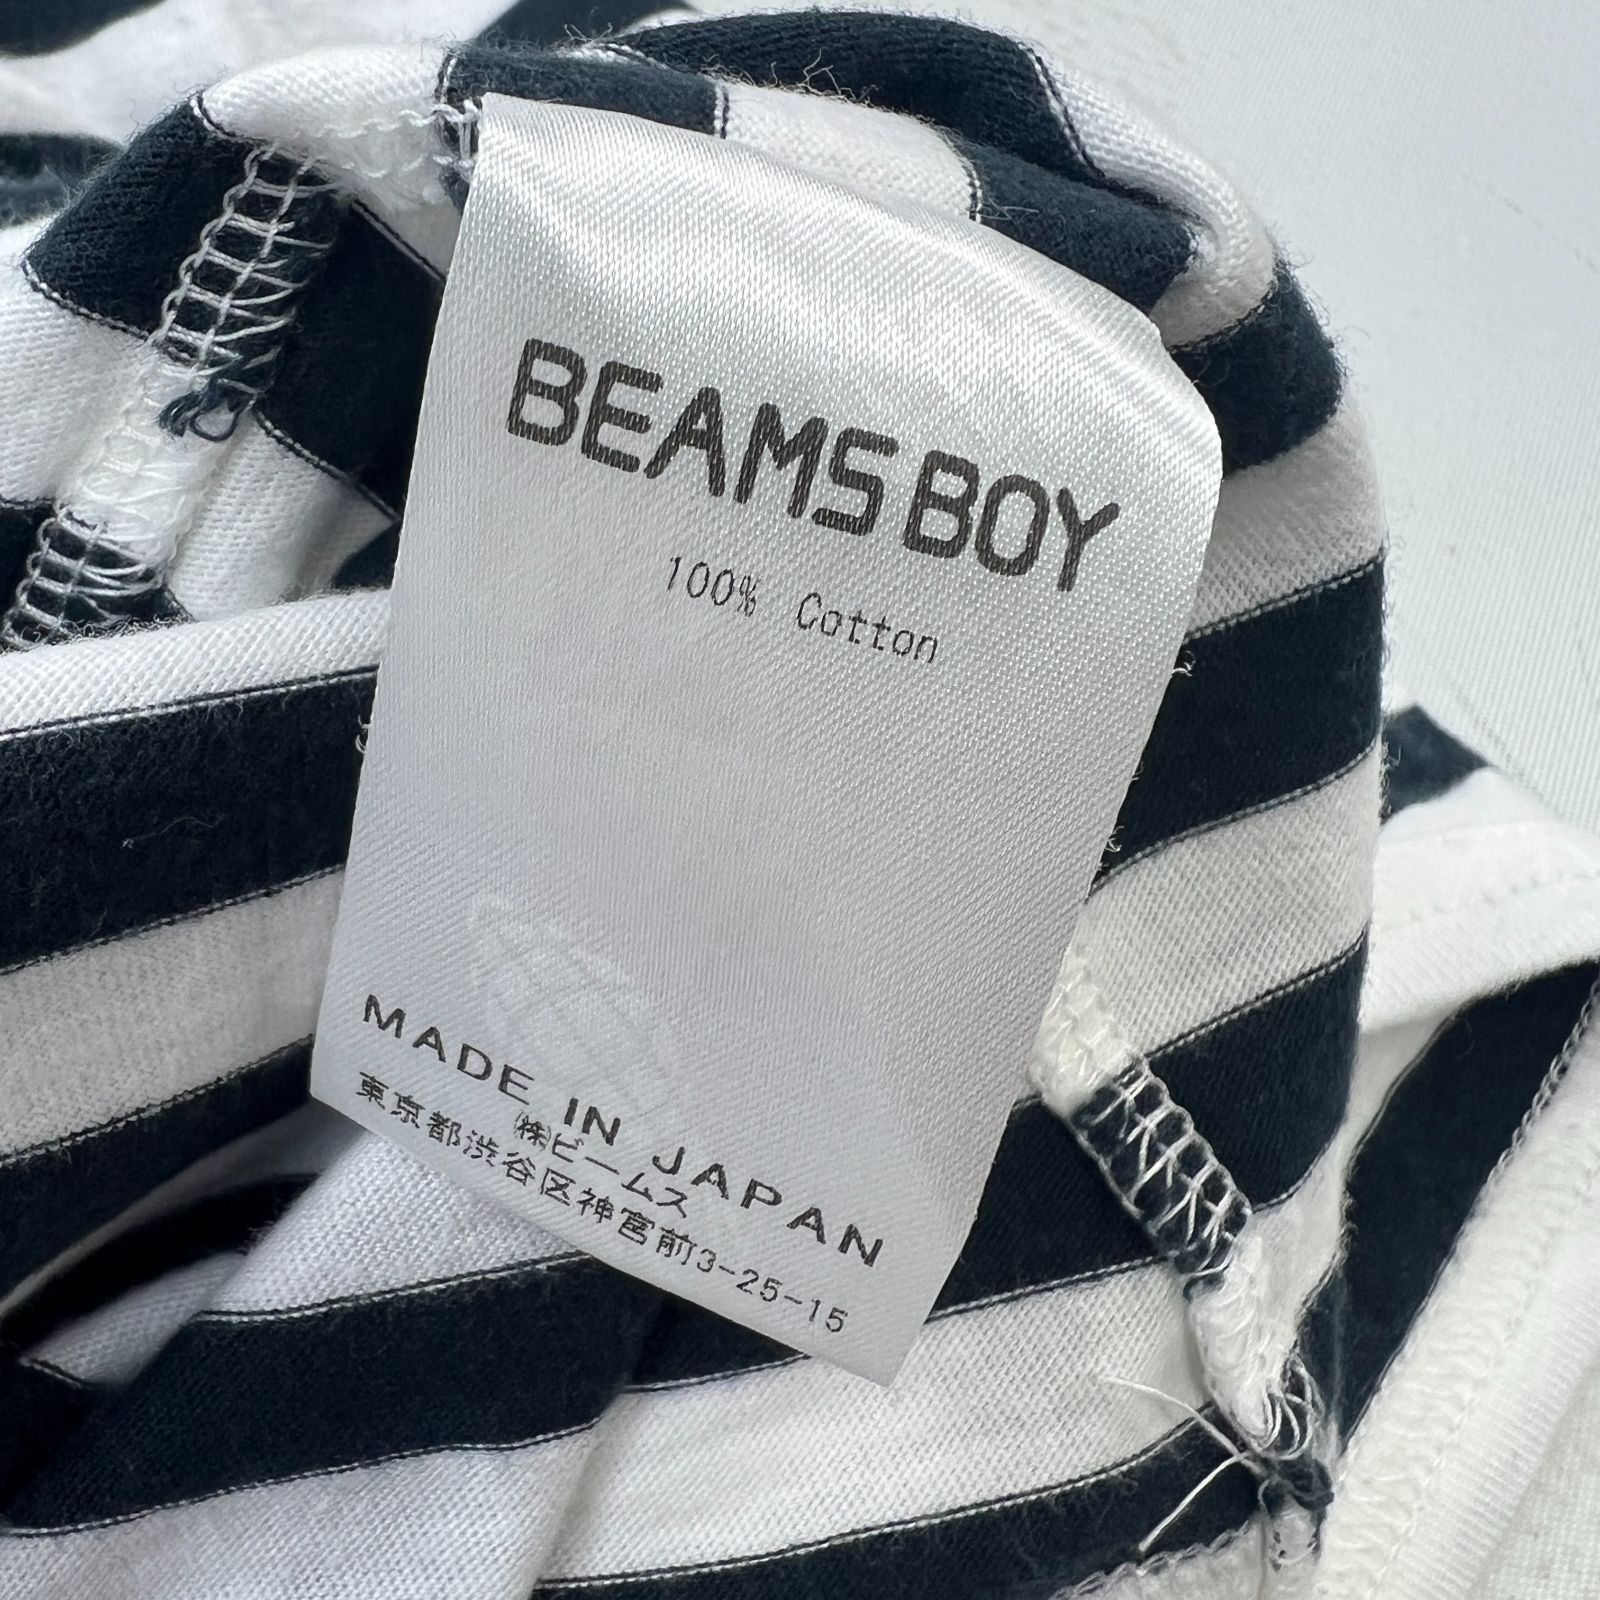 BEAMS BOY
100% Cotton
MADE IN JAPAN
㈱ビームス
東京都渋谷区神宮前3-25-15